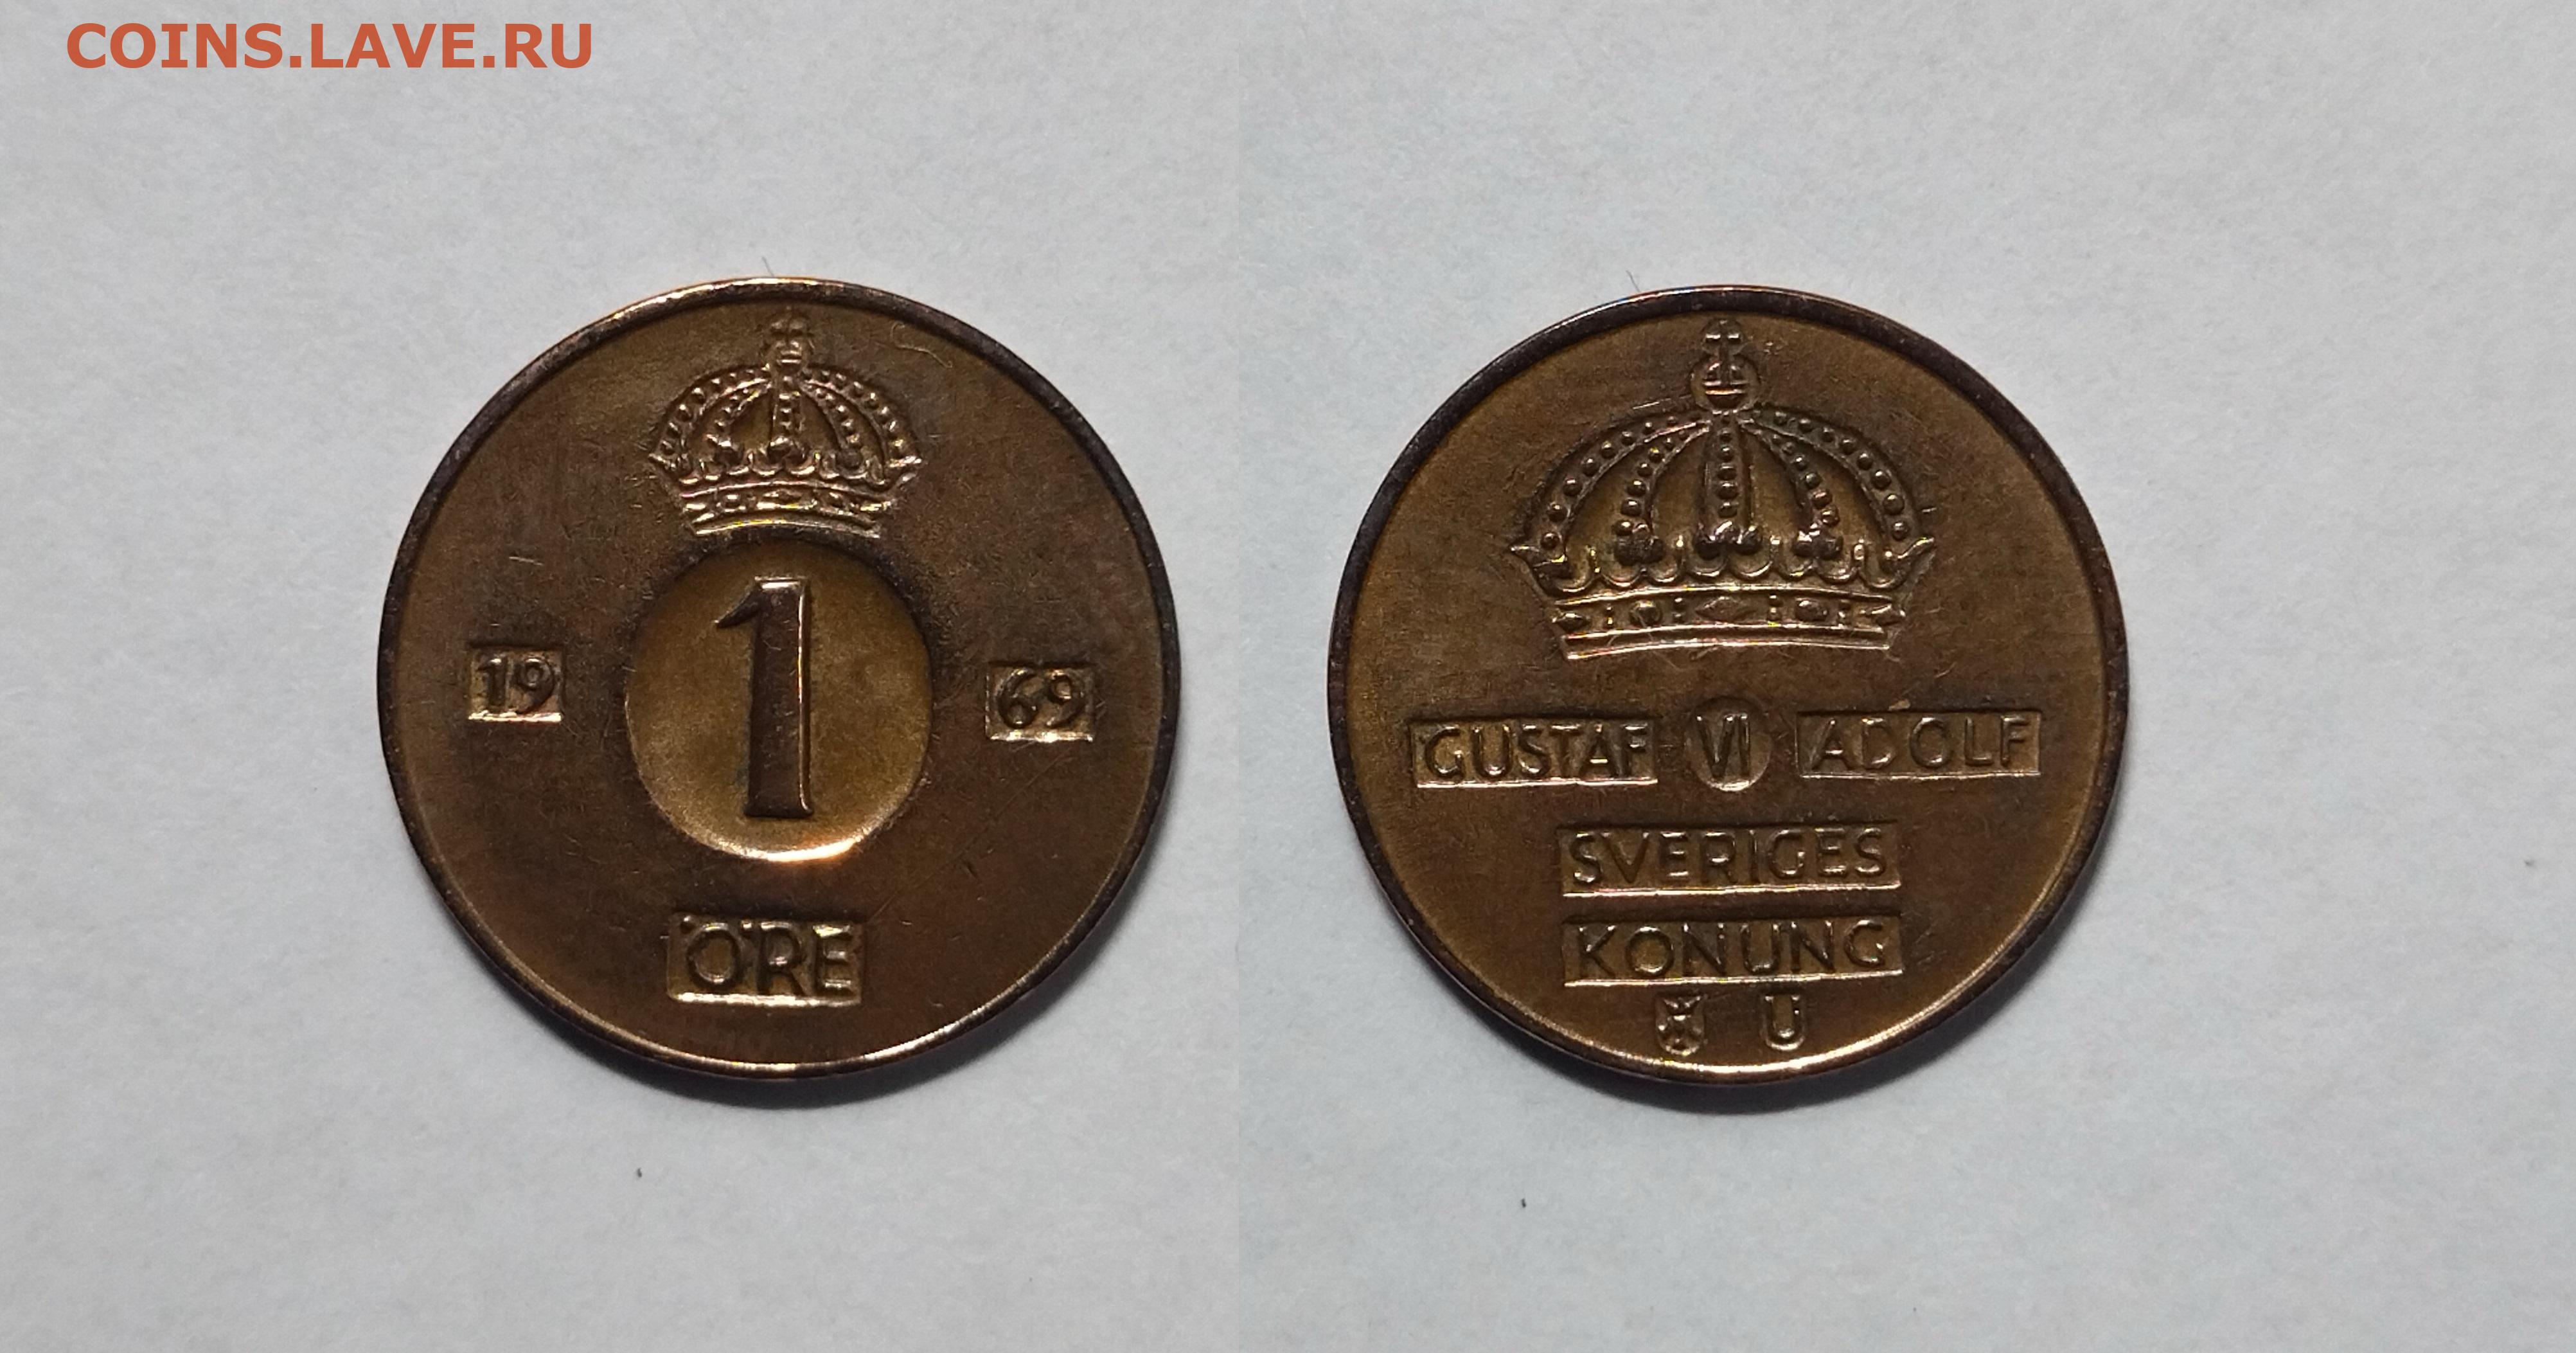 COINS.LAVE.RU
19 1 69
ÖRE
GUSTAF VI ADOLF
SVERIGES
KONUNG
U